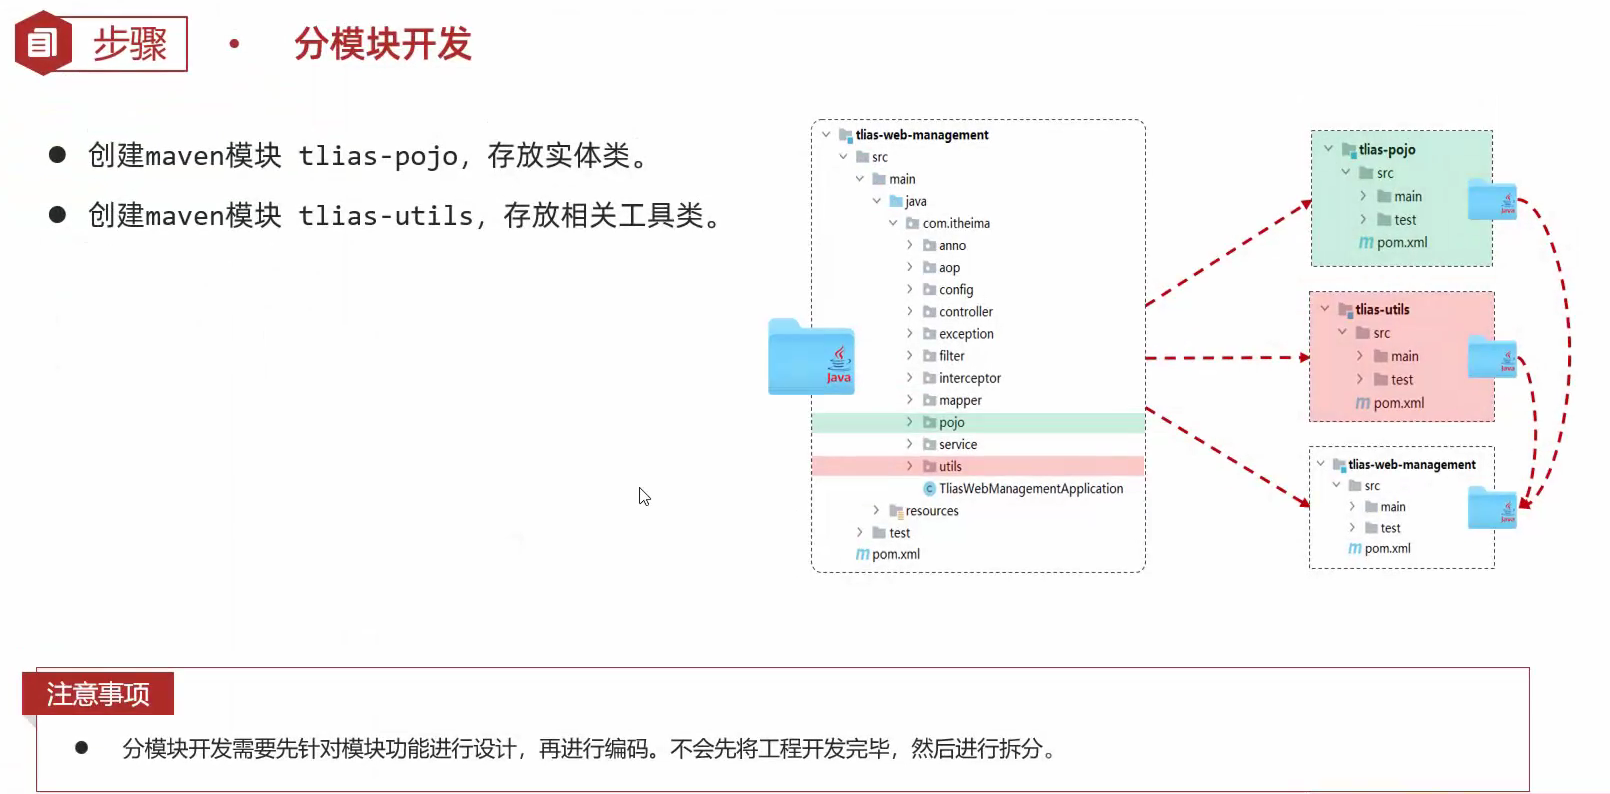 步骤
分模块开发
创建maven模块 tlias-pojo，存放实体类。
创建maven模块 tlias-utils，存放相关工具类。
tlias-web-management
src
main
java
com.itheima
anno
aop
config
controller
exception
filter
interceptor
mapper
pojo
service
utils
C TliasWebManagementApplication
resources
test
m pom.xml
Java
tlias-pojo
src
main
test
m pom.xml
Java
tlias-utils
src
main
test
m pom.xml
Java
tlias-web-management
src
main
test
m pom.xml
Java
注意事项
分模块开发需要先针对模块功能进行设计，再进行编码。不会先将工程开发完毕，然后进行拆分。